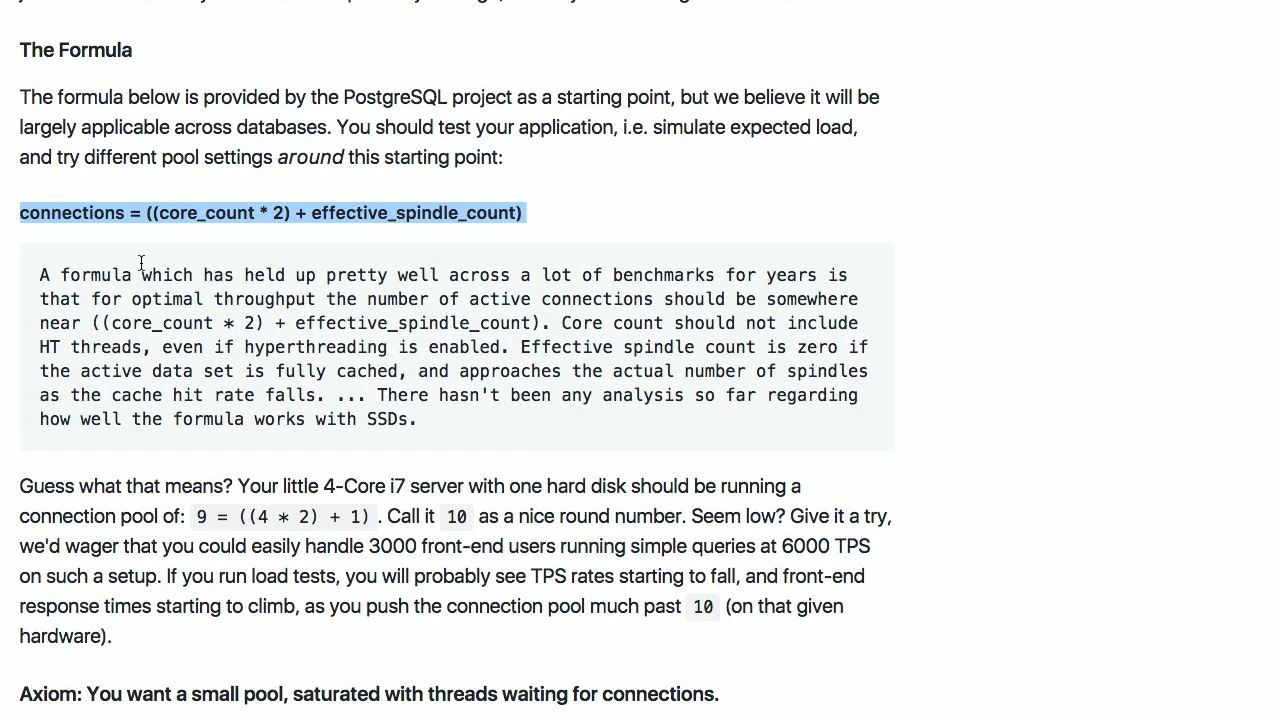 The Formula
The formula below is provided by the PostgreSQL project as a starting point, but we believe it will be
largely applicable across databases. You should test your application, i.e. simulate expected load,
and try different pool settings around this starting point:
connections = ((core_count * 2) + effective_spindle_count)
A formula which has held up pretty well across a lot of benchmarks for years is
that for optimal throughput the number of active connections should be somewhere
near ((core_count * 2) + effective_spindle_count). Core count should not include
HT threads, even if hyperthreading is enabled. Effective spindle count is zero if
the active data set is fully cached, and approaches the actual number of spindles
as the cache hit rate falls. ... There hasn't been any analysis so far regarding
how well the formula works with SSDs.
Guess what that means? Your little 4-Core i7 server with one hard disk should be running a
connection pool of: 9 = ((4 * 2) + 1). Call it 10 as a nice round number. Seem low? Give it a try,
we'd wager that you could easily handle 3000 front-end users running simple queries at 6000 TPS
on such a setup. If you run load tests, you will probably see TPS rates starting to fall, and front-end
response times starting to climb, as you push the connection pool much past 10 (on that given
hardware).
Axiom: You want a small pool, saturated with threads waiting for connections.